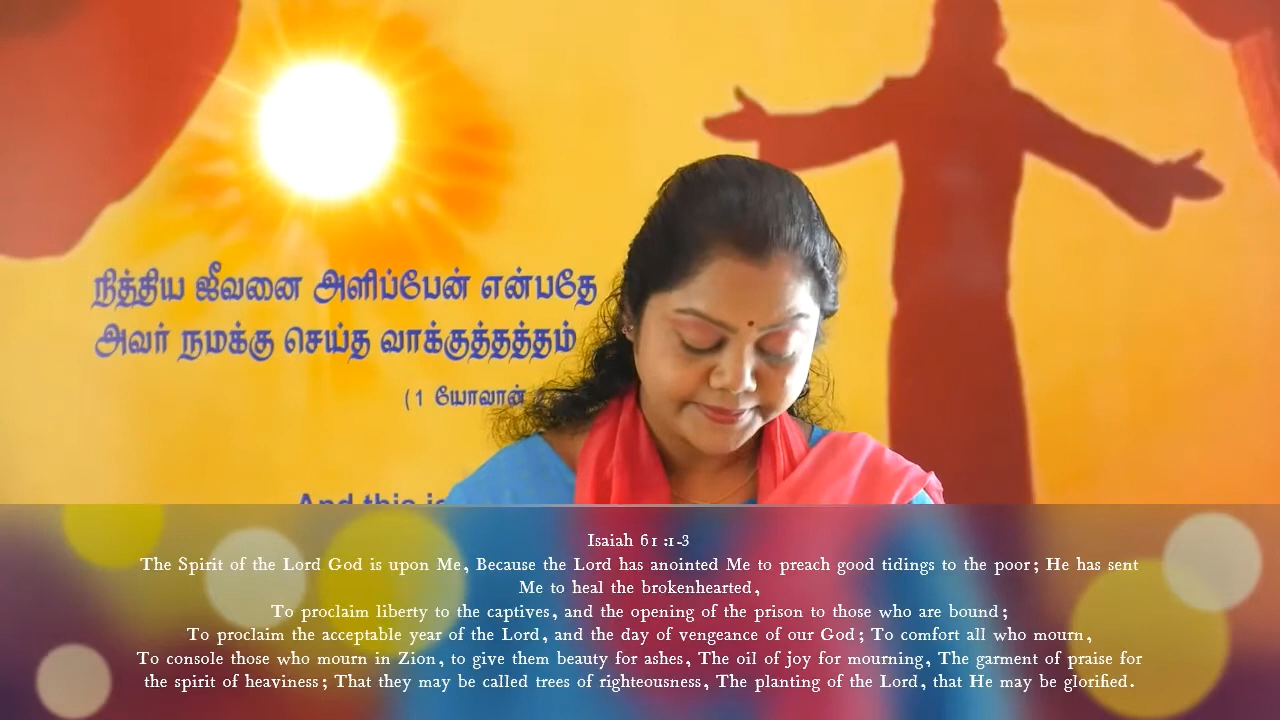 நித்திய ஜீவனை அளிப்பேன் என்பதே
அவர் நமக்கு செய்த வாக்குத்தத்தம்
(1 யோவான்
And this is
Isaiah 61:1-3
The Spirit of the Lord God is upon Me, Because the Lord has anointed Me to preach good tidings to the poor; He has sent
Me to heal the brokenhearted,
To proclaim liberty to the captives, and the opening of the prison to those who are bound;
To proclaim the acceptable year of the Lord, and the day of vengeance of our God; To comfort all who mourn,
To console those who mourn in Zion, to give them beauty for ashes, The oil of joy for mourning, The garment of praise for
the spirit of heaviness; That they may be called trees of righteousness, The planting of the Lord, that He may be glorified.